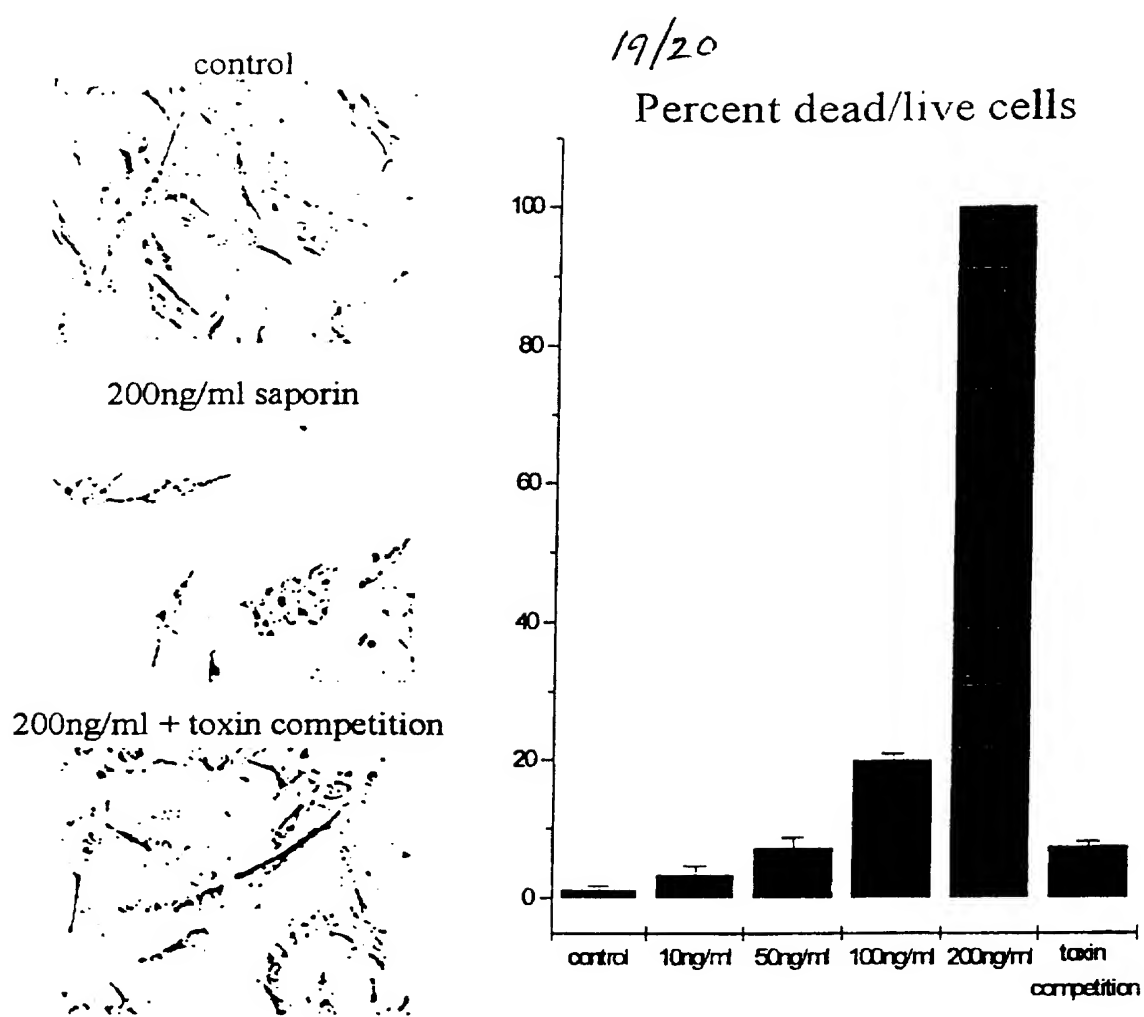 19/20
control
200ng/ml saporin
200ng/ml + toxin competition
Percent dead/live cells
100
80
60
40
20
0
control 10ng/ml 50ng/ml 100ng/ml 200ng/ml toxin
competition